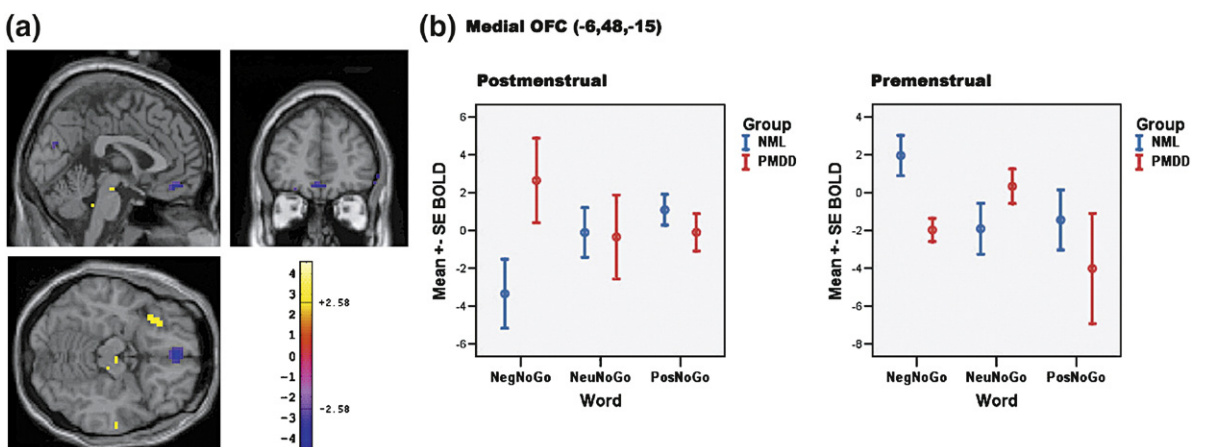 (a)
4
3
2
1
0
-1
-2
-3
-4
+2.58
-2.58
(b) Medial OFC (-6,48,-15)
Postmenstrual
Mean +- SE BOLD
6
4
2
0
-2
-4
-6
NegNoGo NeuNoGo PosNoGo
Word
Group
NML
PMDD
Premenstrual
Mean +- SE BOLD
4
2
0
-2
-4
-6
-8
NegNoGo NeuNoGo PosNoGo
Word
Group
NML
PMDD